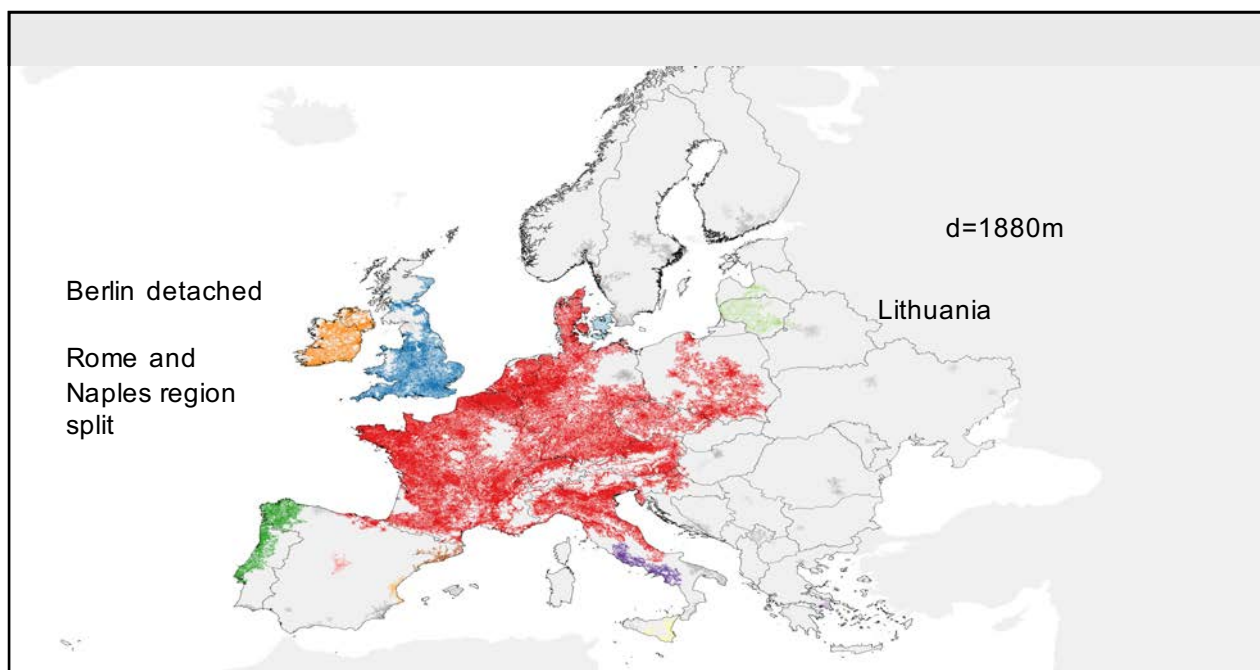 d=1880m
Berlin detached
Lithuania
Rome and
Naples region
split